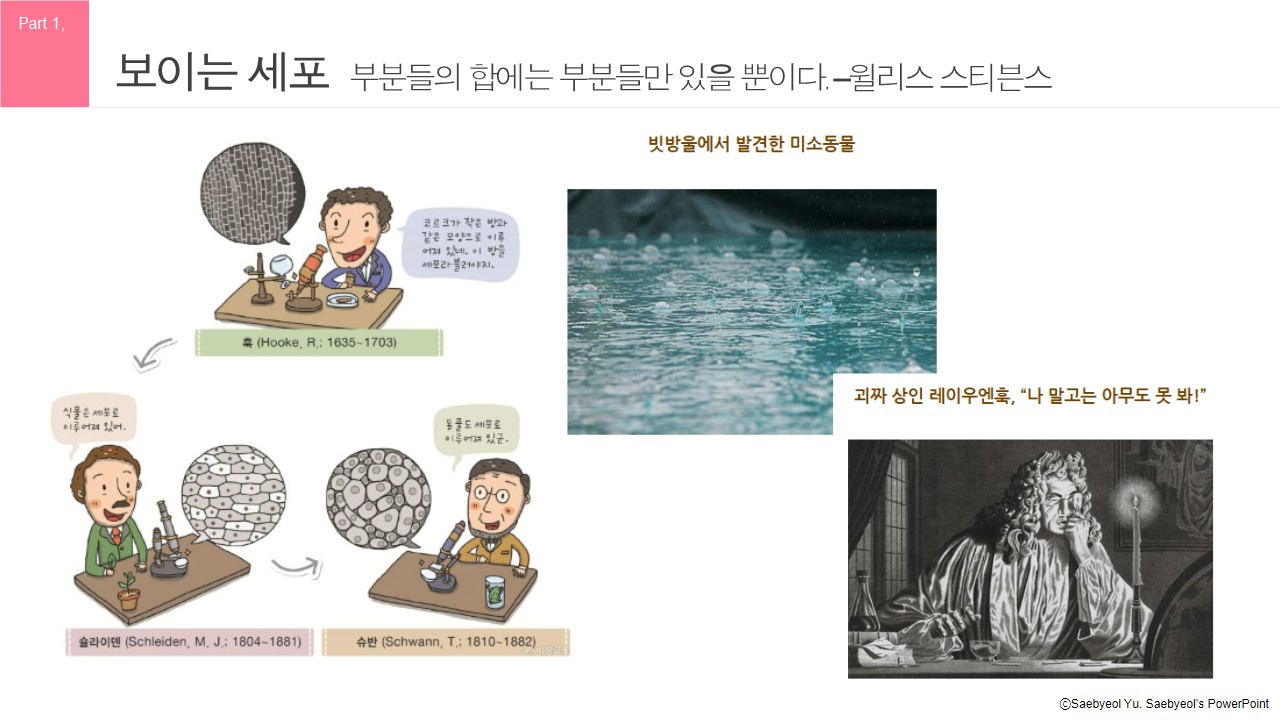 Part 1,
보이는 세포 부분들의 합에는 부분들만 있을 뿐이다. –월리스 스티븐스
코르크가 작은 방과
같은 모양으로 이루
어져 있네. 이 방을
세포라 불러야지.
훅 (Hooke, R.; 1635~1703)
식물은 세포로
이루어져 있어.
동물도 세포로
이루어져 있군.
슐라이덴 (Schleiden, M. J.; 1804~1881)
슈반 (Schwann, T.; 1810~1882)
빗방울에서 발견한 미소동물
괴짜 상인 레이우엔훅, “나 말고는 아무도 못 봐!”
ⓒSaebyeol Yu. Saebyeol’s PowerPoint